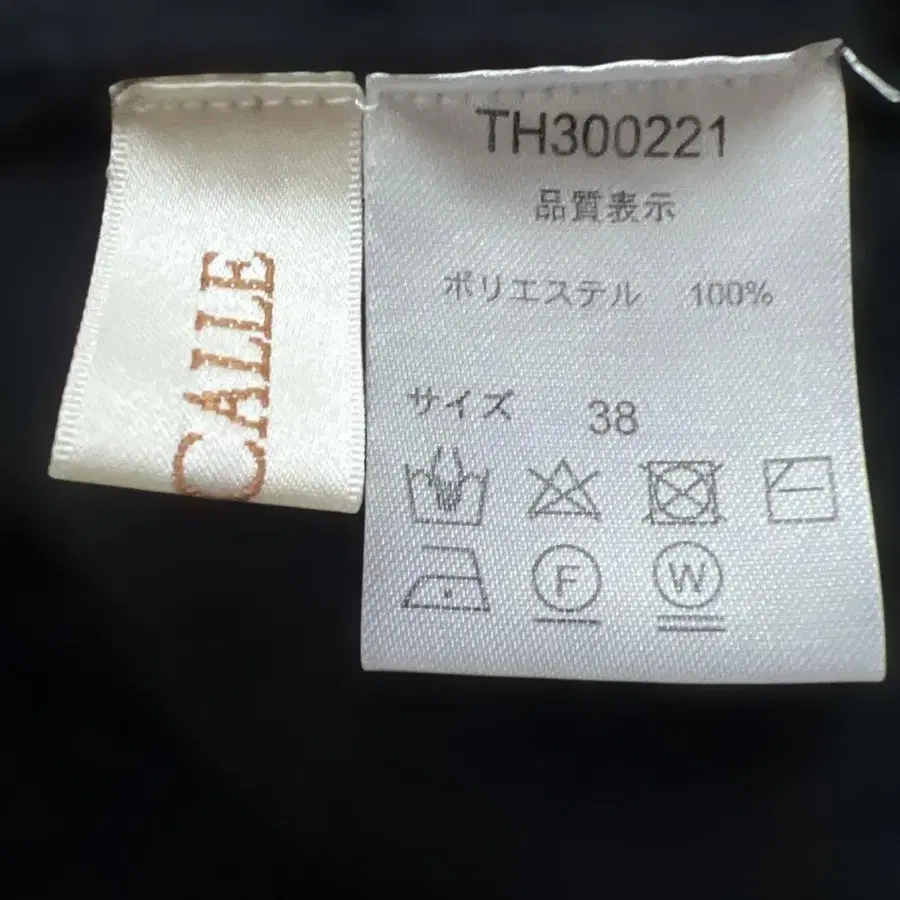 CALLE
TH300221
品質表示
ポリエステル 100%
サイズ 38
F
W